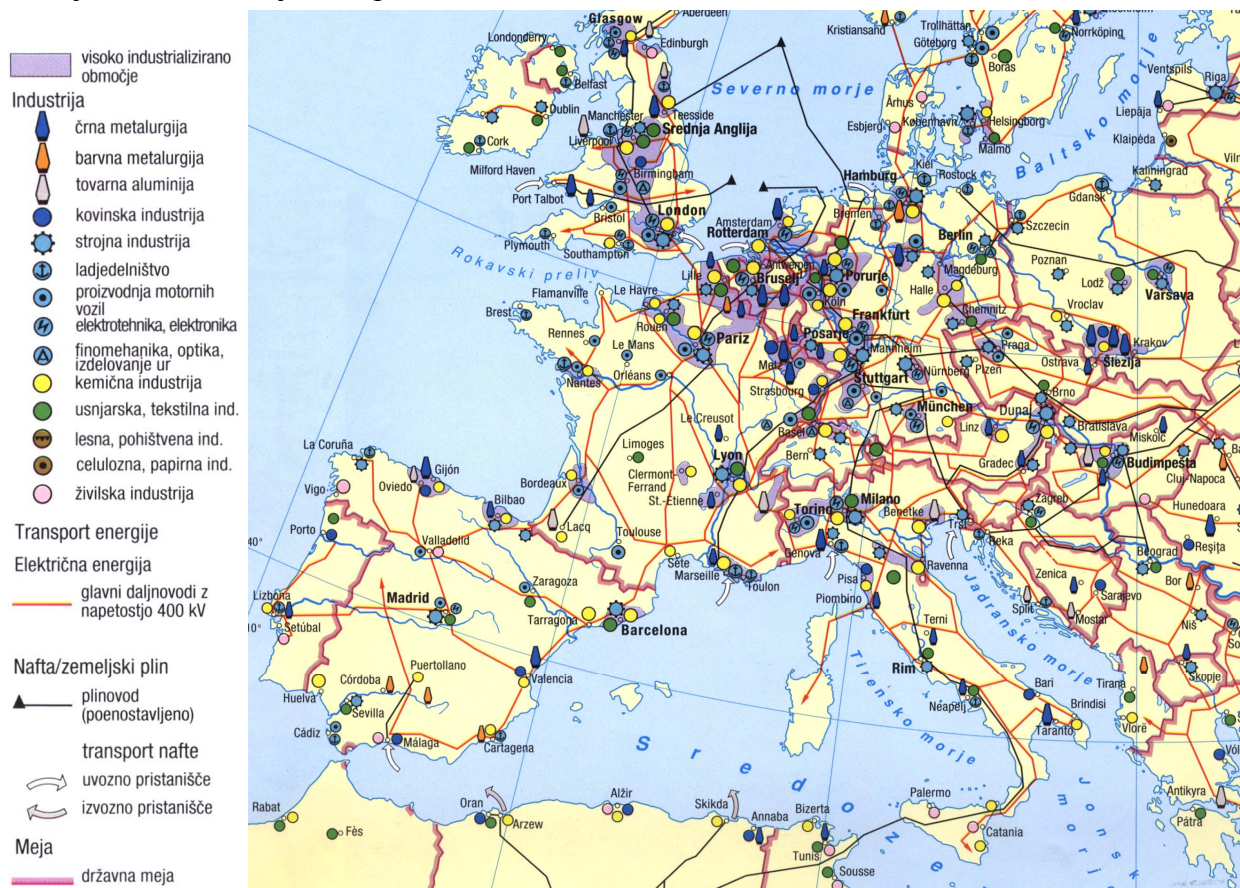 visoko industrializirano
območje
Industrija
črna metalurgija
barvna metalurgija
tovarna aluminija
kovinska industrija
strojna industrija
ladjedelništvo
proizvodnja motornih
vozil
elektrotehnika, elektronika
finomehanika, optika,
izdelovanje ur
kemična industrija
usnjarska, tekstilna ind.
lesna, pohištvena ind.
celulozna, papirna ind.
živilska industrija
Transport energije
Električna energija
glavni daljnovodi z
napetostjo 400 kV
Nafta/zemeljski plin
plinovod
(poenostavljeno)
transport nafte
uvozno pristanišče
izvozno pristanišče
Meja
državna meja
Glasgow
Aberdeen
Edinburgh
Londonderry
Belfast
Dublin
Cork
Teesside
Manchester
Liverpool
Srednja Anglija
Birmingham
Milford Haven
Port Talbot
Bristol
London
Plymouth
Southampton
Severno morje
Rokavski preliv
Kristiansand
Trollhättan
Göteborg
Borås
Norrköping
Århus
Esbjerg
København
Helsingborg
Malmö
Baltsko morje
Ventspils
Riga
Liepāja
Klaipėda
Kaliningrad
Kiel
Rostock
Hamburg
Bremen
Gdansk
Szczecin
Amsterdam
Rotterdam
Antwerpen
Bruselj
Lille
Porurje
Köln
Berlin
Magdeburg
Halle
Chemnitz
Poznan
Lodž
Varšava
Vroclav
Krakov
Šlezija
Ostrava
Flamanville
Le Havre
Rouen
Brest
Rennes
Le Mans
Pariz
Orléans
Nantes
Metz
Posarje
Frankfurt
Mannheim
Strasbourg
Stuttgart
Nürnberg
Praga
Plzen
Brno
München
Linz
Dunaj
Bratislava
Miskolc
Gradec
Budimpešta
Cluj-Napoca
Hunedoara
Reșița
Le Creusot
Basel
Bern
Limoges
Clermont-
Ferrand
Lyon
St.-Étienne
Bordeaux
Lacq
Toulouse
Sète
Marseille
Toulon
Torino
Milano
Genova
Benetke
Trst
Reka
Zagreb
Beograd
Bor
Ravenna
Pisa
Piombino
Zenica
Sarajevo
Split
Mostar
Niš
Skopje
Jadransko morje
La Coruña
Gijón
Oviedo
Vigo
Bilbao
Porto
Valladolid
Zaragoza
40°
Lizbona
Setúbal
10°
Madrid
Tarragona
Barcelona
Puertollano
Valencia
Córdoba
Huelva
Sevilla
Cádiz
Málaga
Cartagena
Terni
Rim
Tirensko morje
Neapelj
Bari
Brindisi
Taranto
Tirana
Vlorë
Antikyra
Pátra
Palermo
Catania
Sredoze
Rabat
Fès
Oran
Arzew
Alžir
Skikda
Annaba
Bizerta
Tunis
Sousse